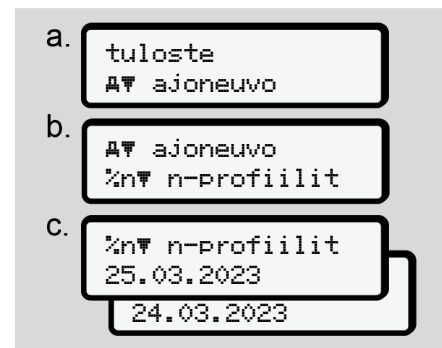 a.
tuloste
A▼ ajoneuvo
b.
A▼ ajoneuvo
%n▼ n-profiilit
c.
%n▼ n-profiilit
25.03.2023
24.03.2023